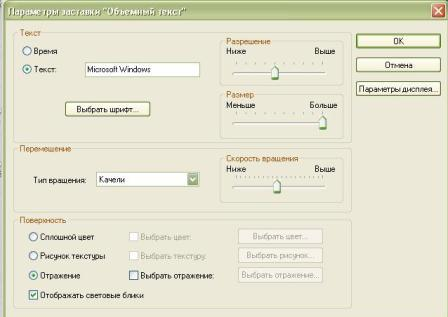 Параметры заставки "Объемный текст"
Текст
Время
Текст:
Microsoft Windows
Выбрать шрифт...
Разрешение
Ниже
Выше
Размер
Меньше
Больше
OK
Отмена
Параметры дисплея...
Перемещение
Тип вращения:
Качели
Скорость вращения
Ниже
Выше
Поверхность
Сплошной цвет
Выбрать цвет:
Выбрать цвет...
Рисунок текстуры
Выбрать текстуру:
Выбрать рисунок...
Отражение
Выбрать отражение:
Выбрать отражение...
Отображать световые блики